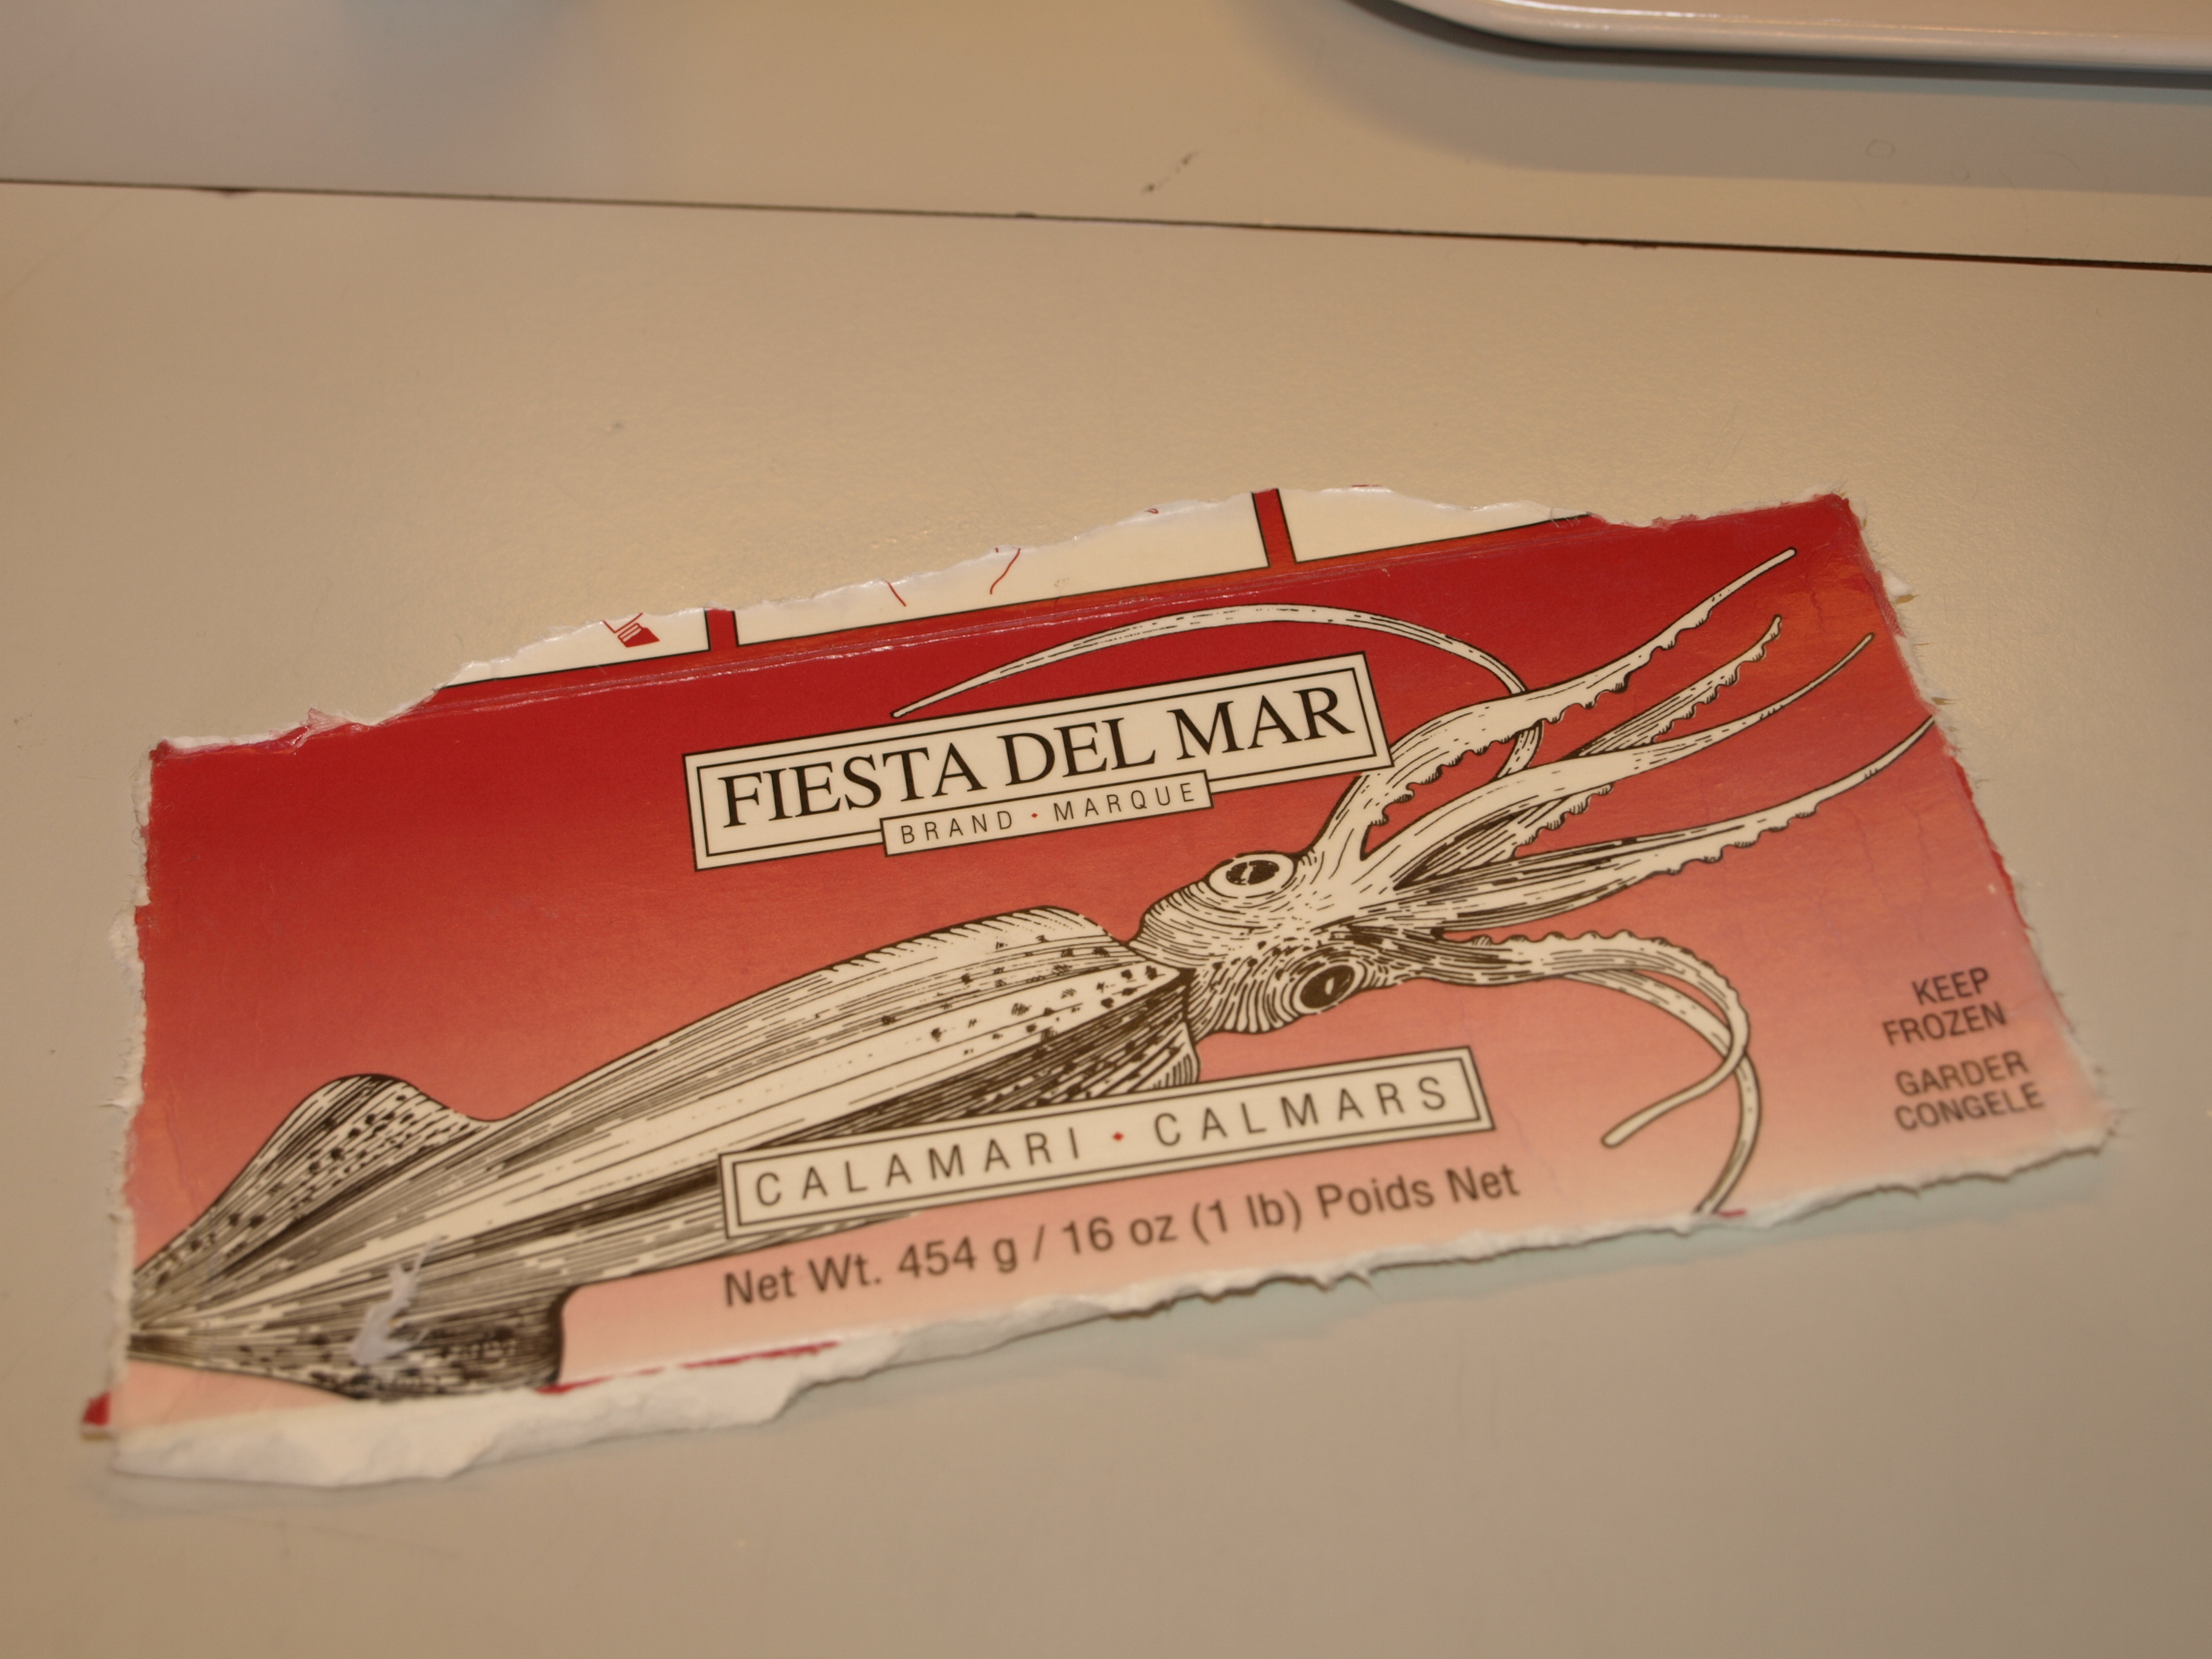 FIESTA DEL MAR
BRAND • MARQUE
CALAMARI • CALMARS
Net Wt. 454 g / 16 oz (1 lb) Poids Net
KEEP
FROZEN
GARDER
CONGELE